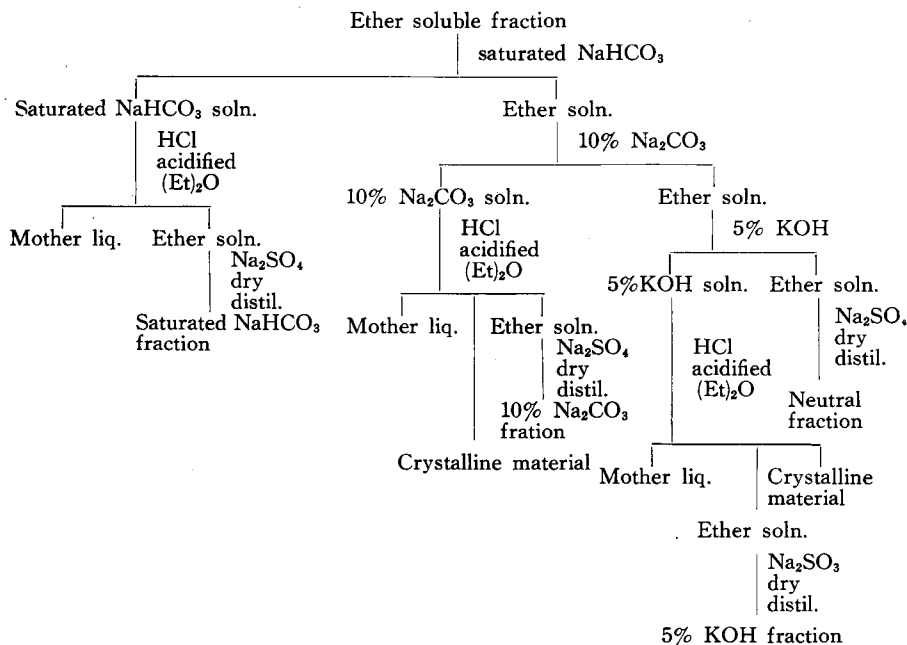 Ether soluble fraction
saturated NaHCO₃
Saturated NaHCO₃ soln.
Ether soln.
HCl
acidified
(Et)₂O
10% Na₂CO₃
Mother liq.
Ether soln.
Na₂SO₄
dry
distil.
Saturated NaHCO₃
fraction
10% Na₂CO₃ soln.
Ether soln.
HCl
acidified
(Et)₂O
5% KOH
Mother liq.
Ether soln.
Na₂SO₄
dry
distil.
10% Na₂CO₃
fration
Crystalline material
5%KOH soln.
Ether soln.
HCl
acidified
(Et)₂O
Na₂SO₄
dry
distil.
Neutral
fraction
Mother liq.
Crystalline
material
Ether soln.
Na₂SO₃
dry
distil.
5% KOH fraction